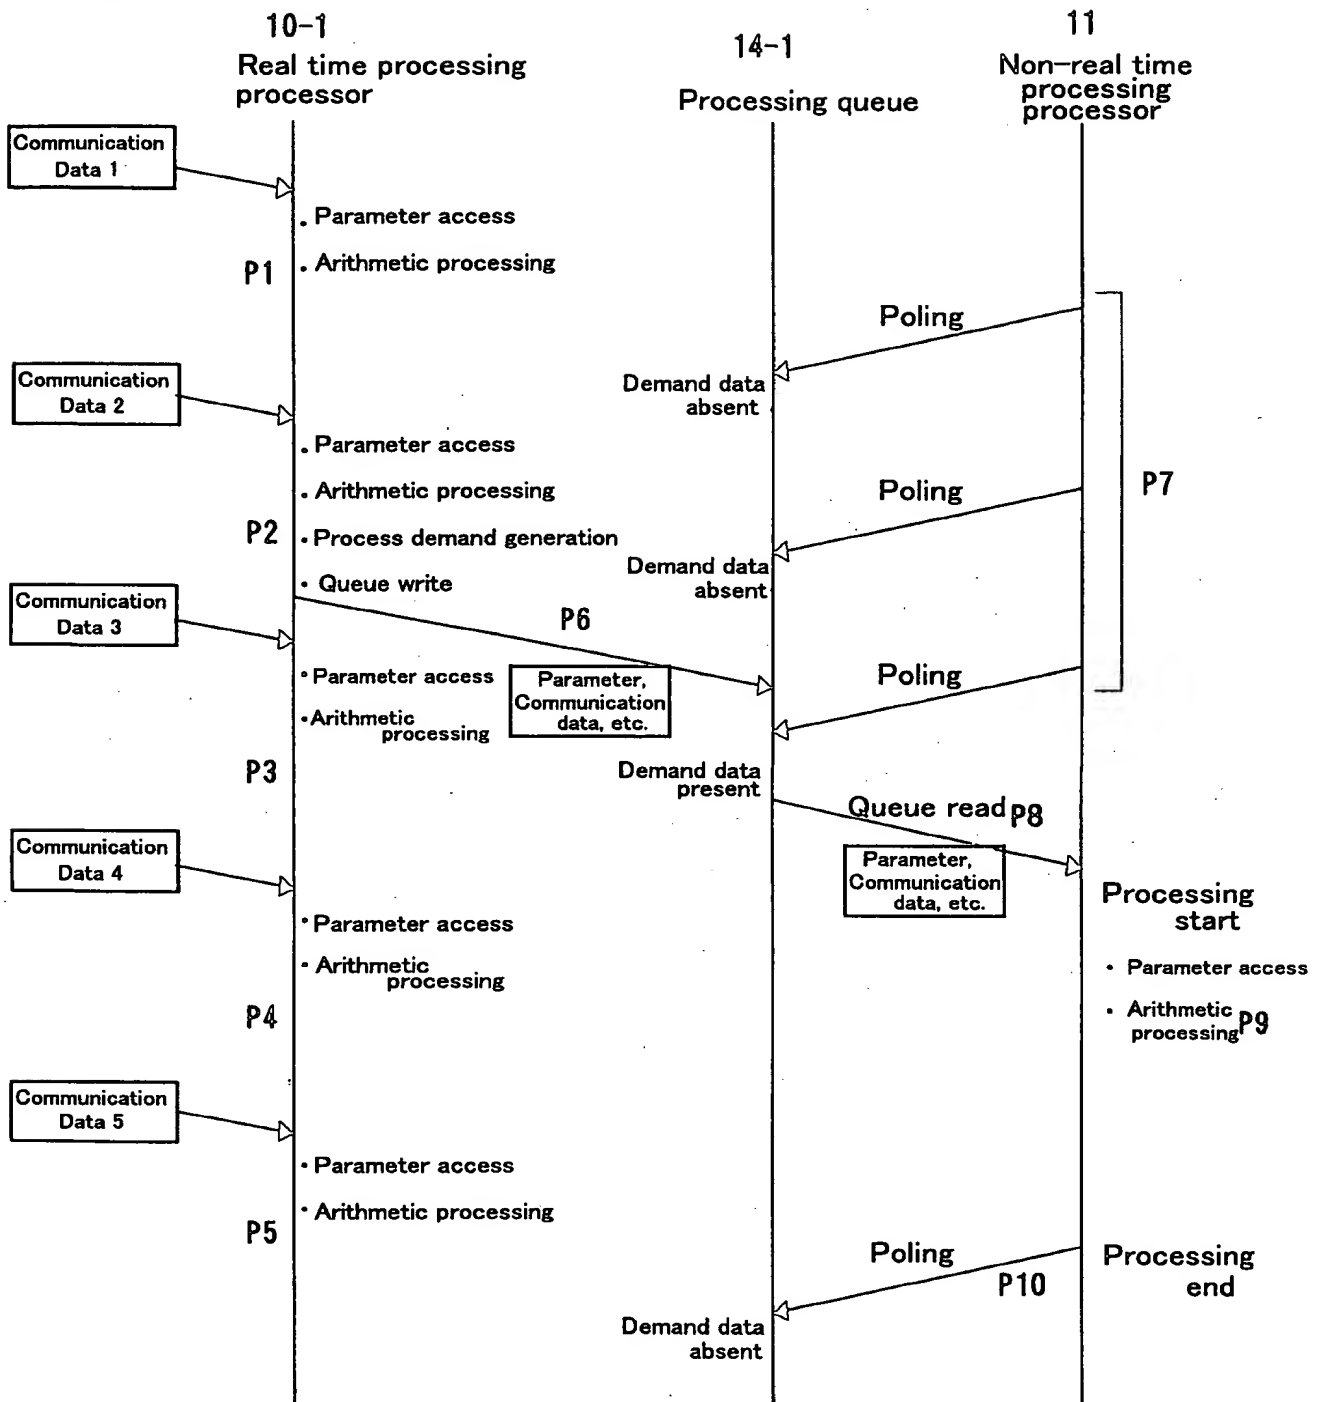 10-1
Real time processing
processor
14-1
Processing queue
11
Non-real time
processing
processor
Communication
Data 1
Parameter access
P1
Arithmetic processing
Poling
Demand data
absent
Communication
Data 2
Parameter access
Arithmetic processing
Poling
P7
P2
Process demand generation
Demand data
absent
Queue write
Communication
Data 3
P6
Parameter access
Parameter,
Communication
data, etc.
Poling
Arithmetic
processing
P3
Demand data
present
Queue read P8
Communication
Data 4
Parameter,
Communication
data, etc.
Processing
start
Parameter access
Arithmetic
processing
P4
Parameter access
Arithmetic
processing P9
Communication
Data 5
Parameter access
Arithmetic processing
P5
Poling
P10
Processing
end
Demand data
absent